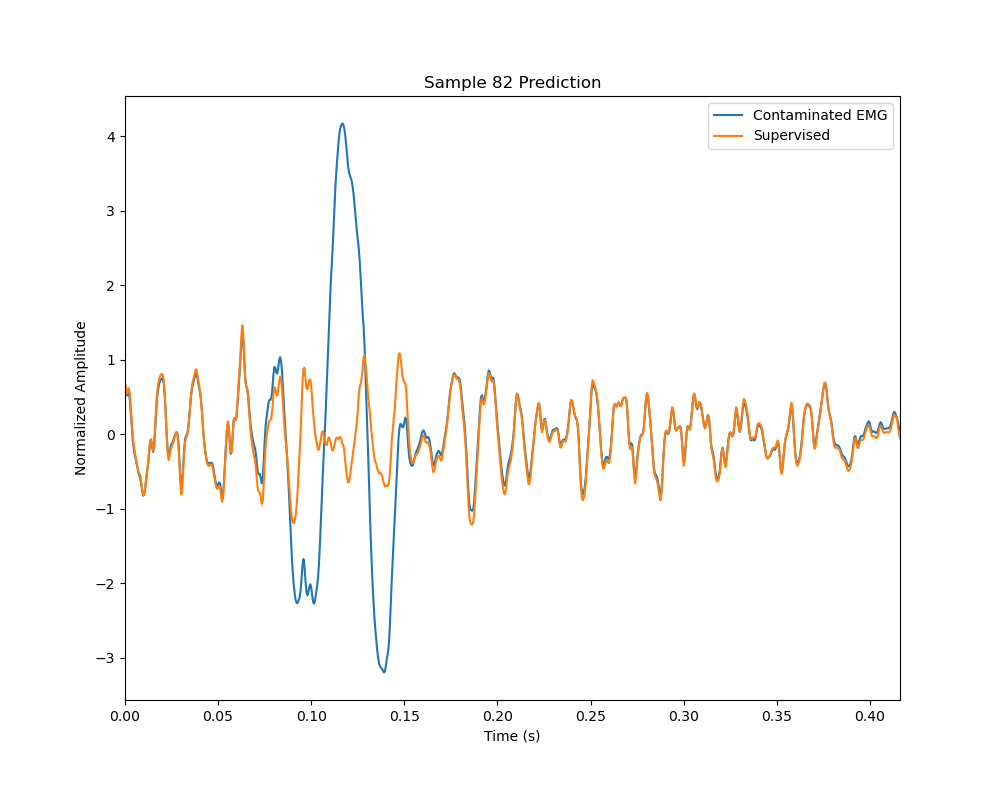 Sample 82 Prediction
Contaminated EMG
Supervised
Normalized Amplitude
4
3
2
1
0
−1
−2
−3
0.00 0.05 0.10 0.15 0.20 0.25 0.30 0.35 0.40
Time (s)